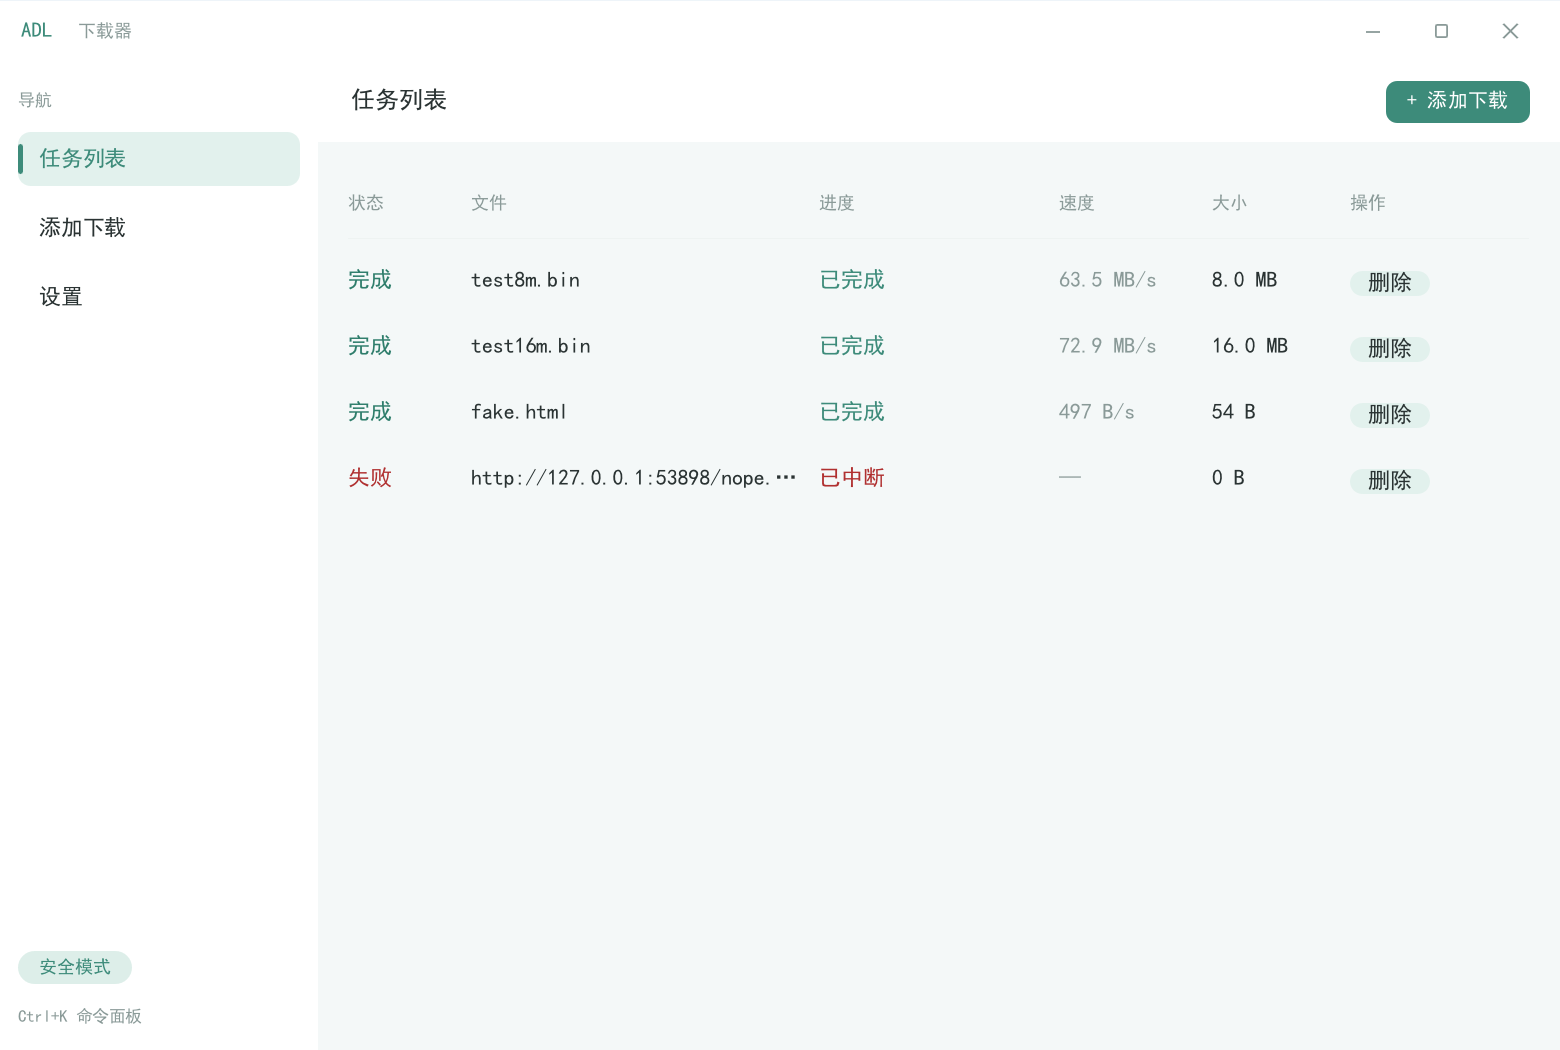 ADL 下载器
导航
任务列表
添加下载
设置
安全模式
Ctrl+K 命令面板
任务列表
+ 添加下载
状态 文件 进度 速度 大小 操作
完成 test8m.bin 已完成 63.5 MB/s 8.0 MB 删除
完成 test16m.bin 已完成 72.9 MB/s 16.0 MB 删除
完成 fake.html 已完成 497 B/s 54 B 删除
失败 http://127.0.0.1:53898/nope.… 已中断 — 0 B 删除